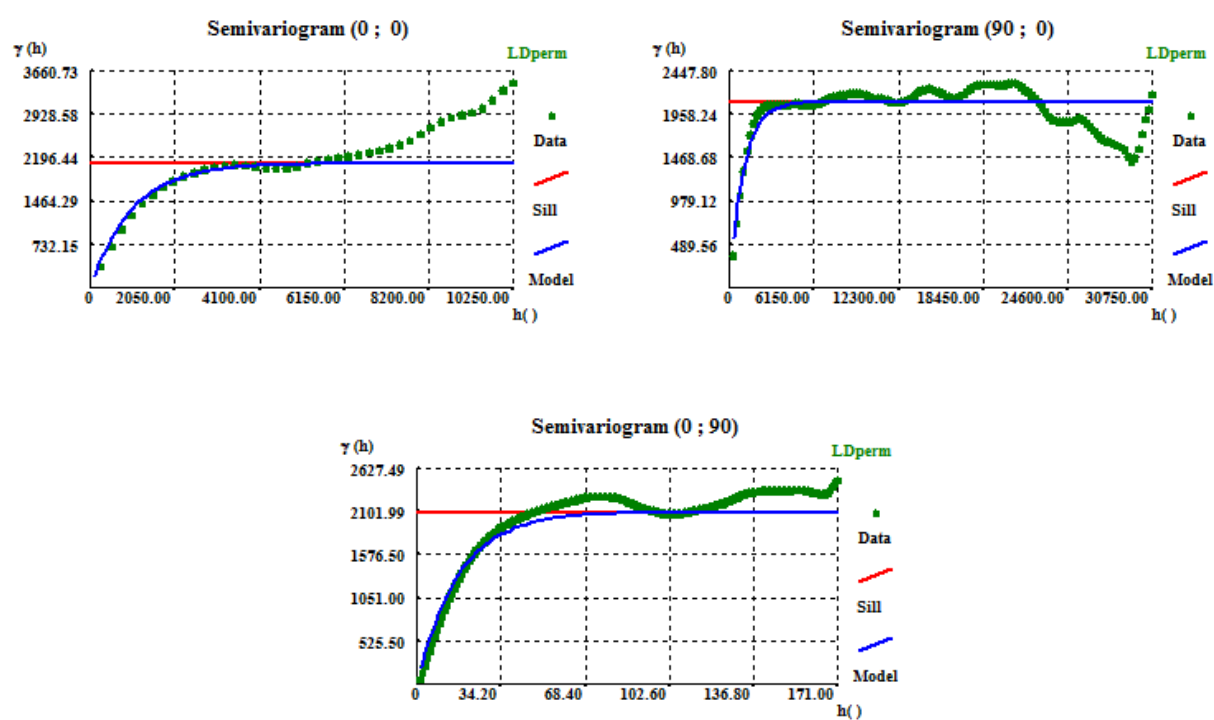 Semivariogram (0 ; 0)
γ (h)
LDperm
3660.73
2928.58
2196.44
1464.29
732.15
0 2050.00 4100.00 6150.00 8200.00 10250.00
h( )
Data
Sill
Model
Semivariogram (90 ; 0)
γ (h)
LDperm
2447.80
1958.24
1468.68
979.12
489.56
0 6150.00 12300.00 18450.00 24600.00 30750.00
h( )
Data
Sill
Model
Semivariogram (0 ; 90)
γ (h)
LDperm
2627.49
2101.99
1576.50
1051.00
525.50
0 34.20 68.40 102.60 136.80 171.00
h( )
Data
Sill
Model